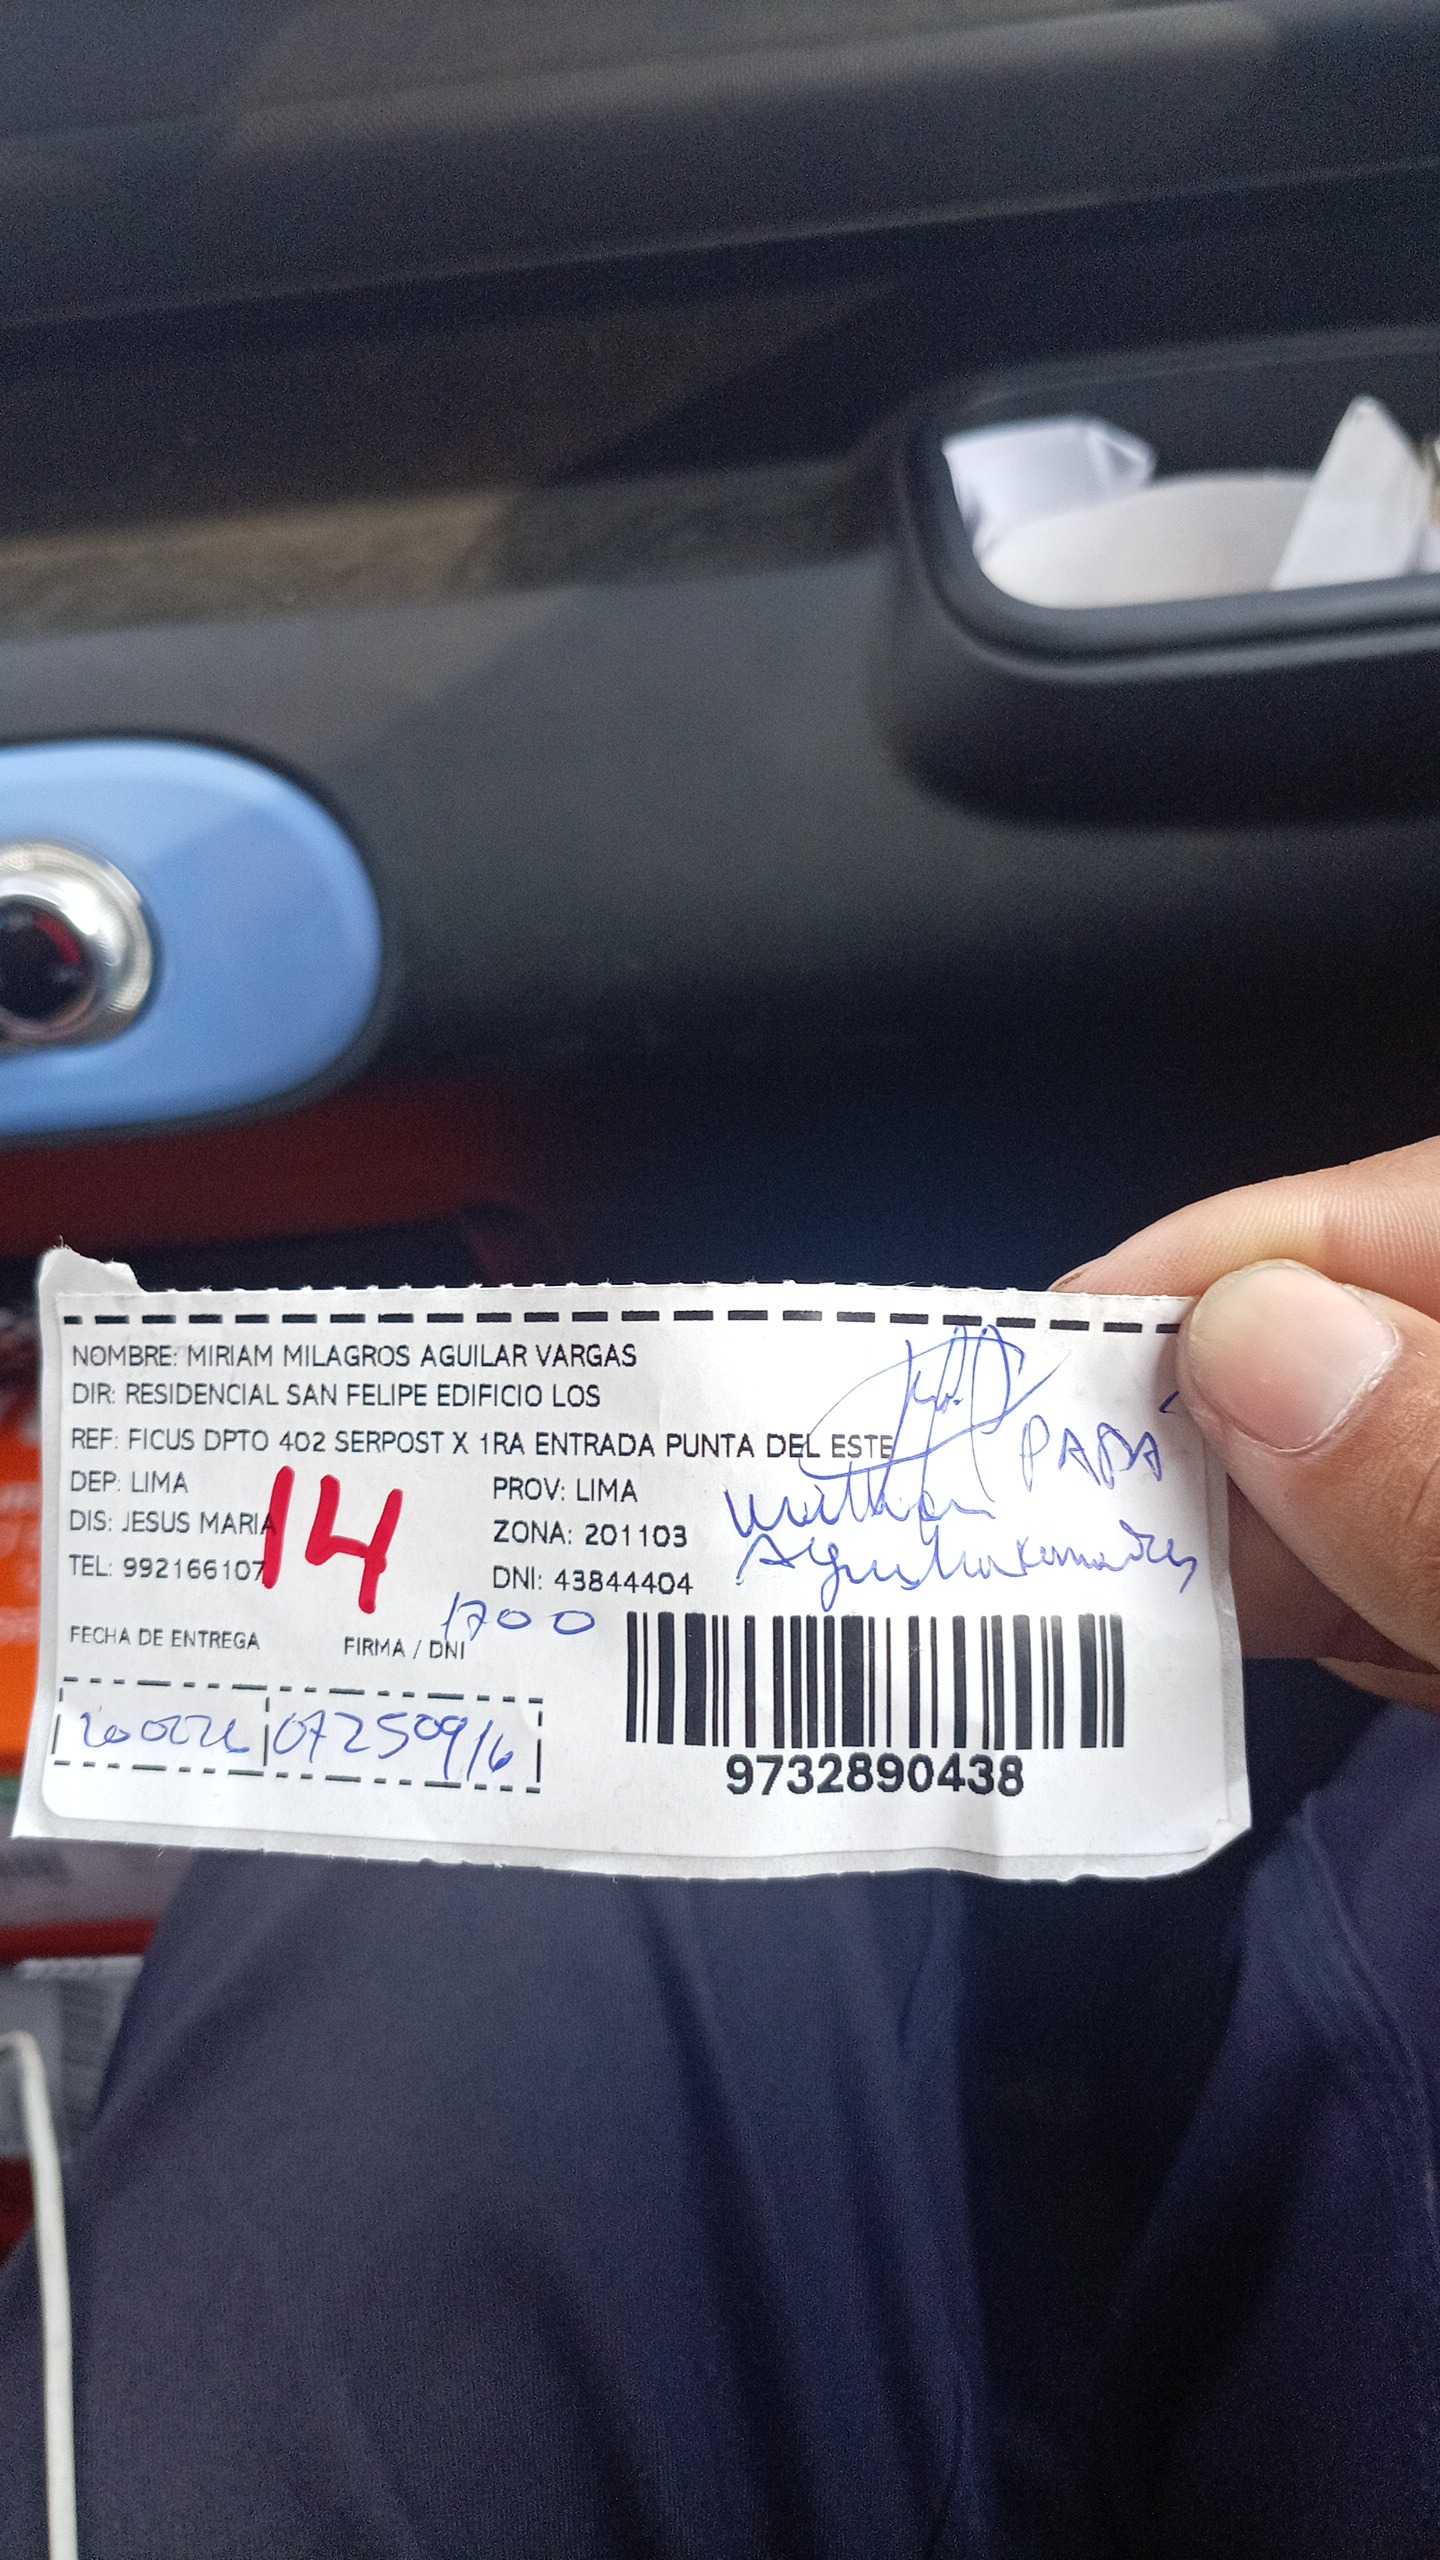 NOMBRE: MIRIAM MILAGROS AGUILAR VARGAS
DIR: RESIDENCIAL SAN FELIPE EDIFICIO LOS
REF: FICUS DPTO 402 SERPOST X 1RA ENTRADA PUNTA DEL ESTE
PAPÁ
DEP: LIMA
PROV: LIMA
DIS: JESUS MARIA
14
ZONA: 201103
TEL: 992166107
DNI: 43844404
1700
FECHA DE ENTREGA
FIRMA / DNI
07250916
9732890438